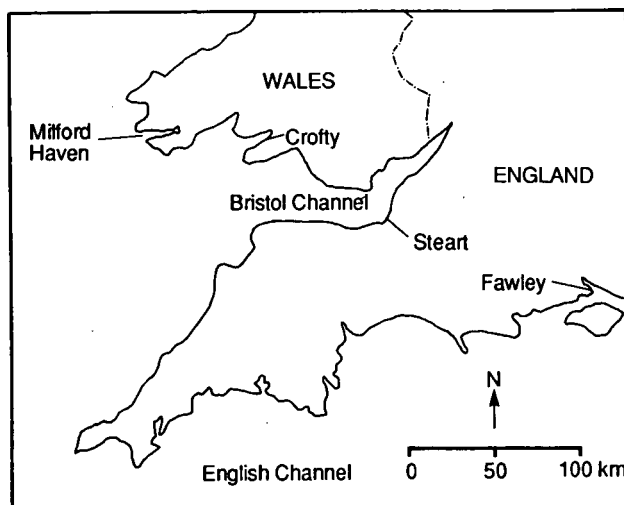 WALES
Milford
Haven
Crofty
ENGLAND
Bristol Channel
Steart
Fawley
N
English Channel
0 50 100 km